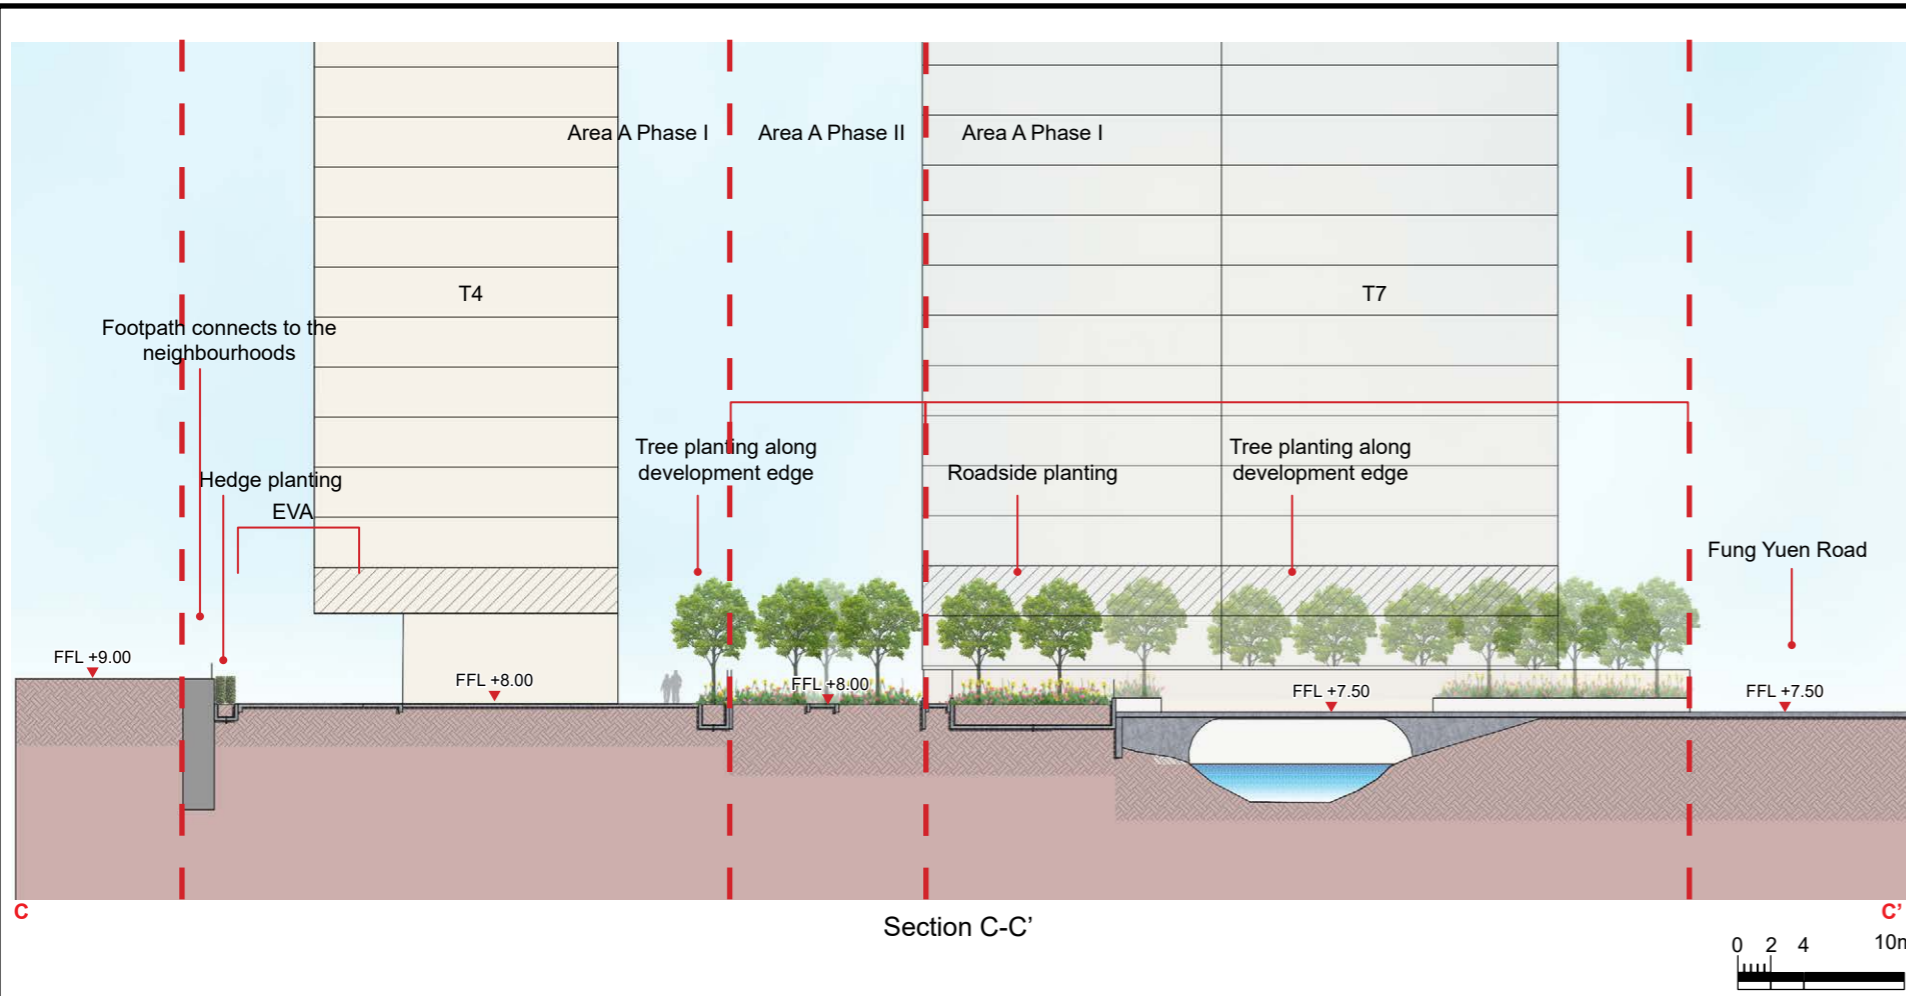 Area A Phase I
Area A Phase II
Area A Phase I
T4
T7
Footpath connects to the
neighbourhoods
Tree planting along
development edge
Roadside planting
Tree planting along
development edge
Hedge planting
EVA
Fung Yuen Road
FFL +9.00
FFL +8.00
FFL +8.00
FFL +7.50
FFL +7.50
C
C’
Section C-C’
0 2 4 10m